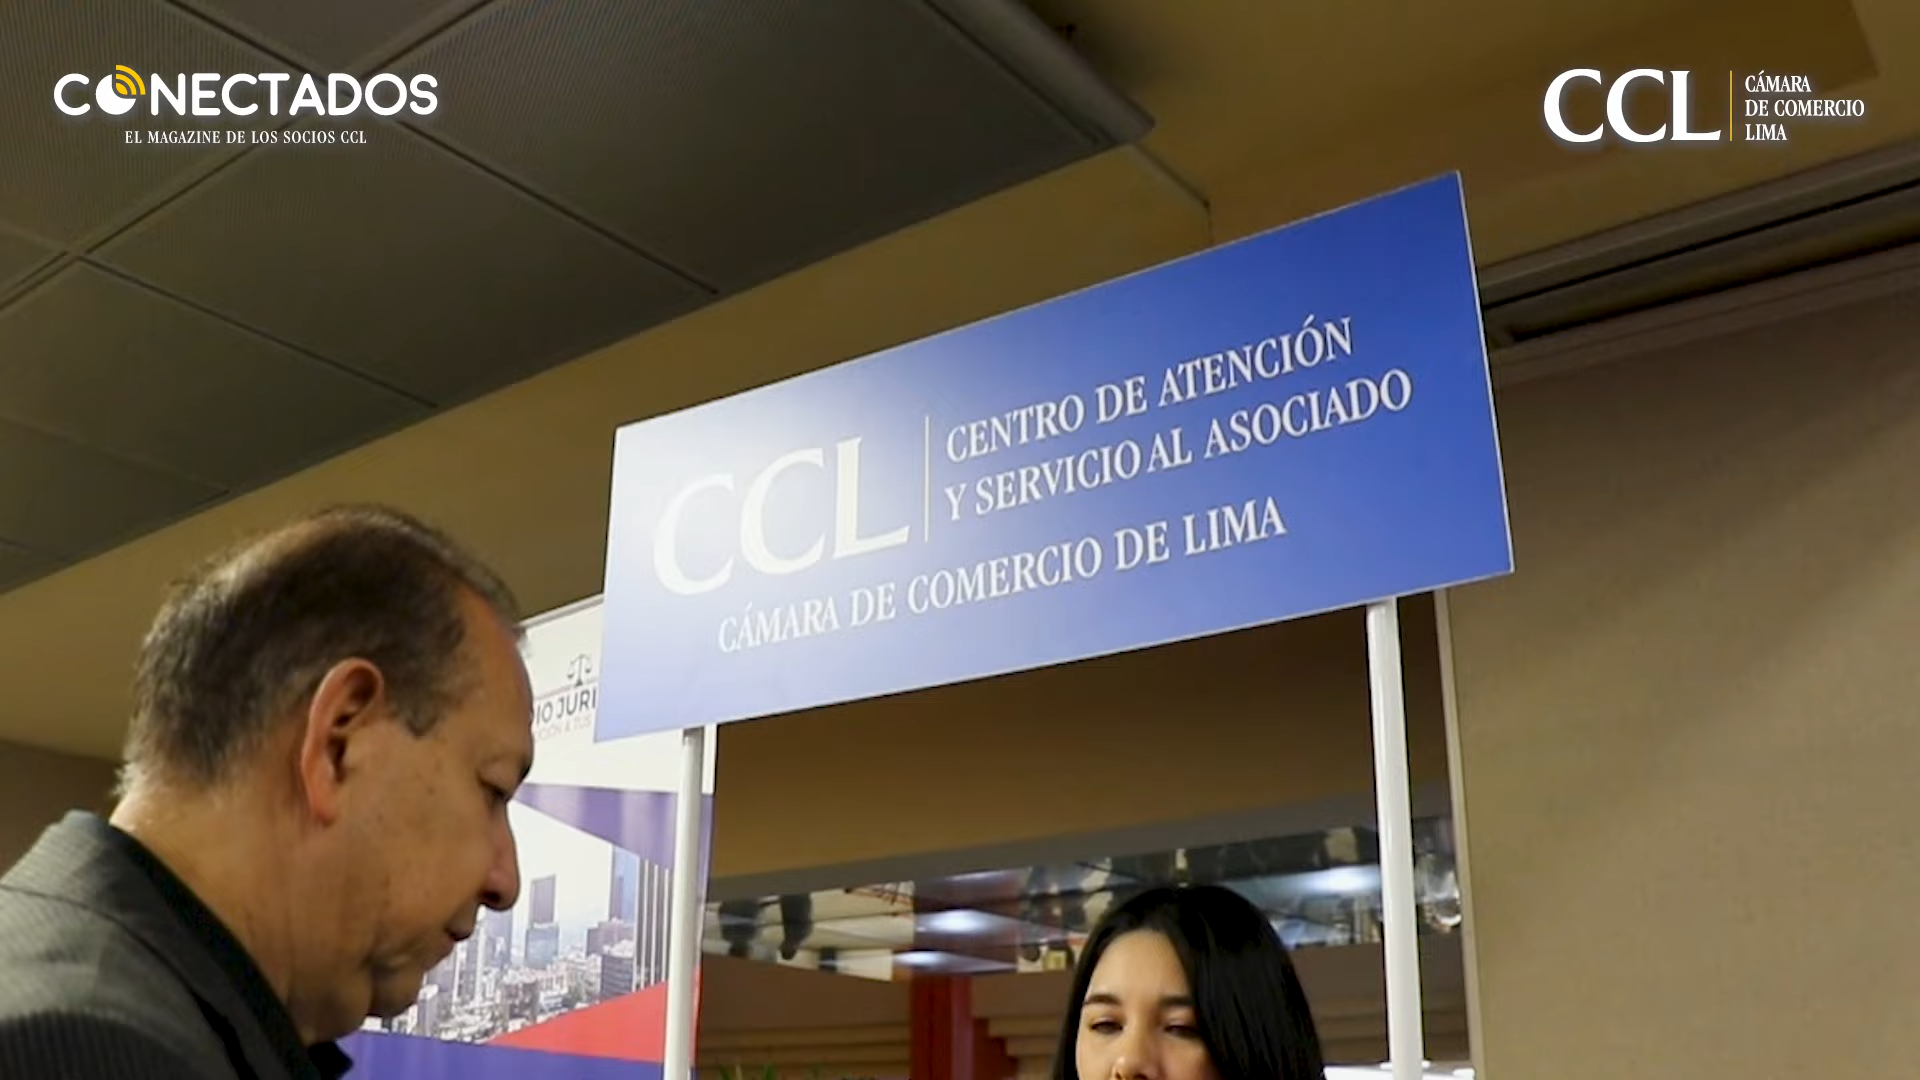 CONECTADOS
EL MAGAZINE DE LOS SOCIOS CCL
CCL
CÁMARA
DE COMERCIO
LIMA
CCL
CENTRO DE ATENCIÓN
Y SERVICIO AL ASOCIADO
CÁMARA DE COMERCIO DE LIMA